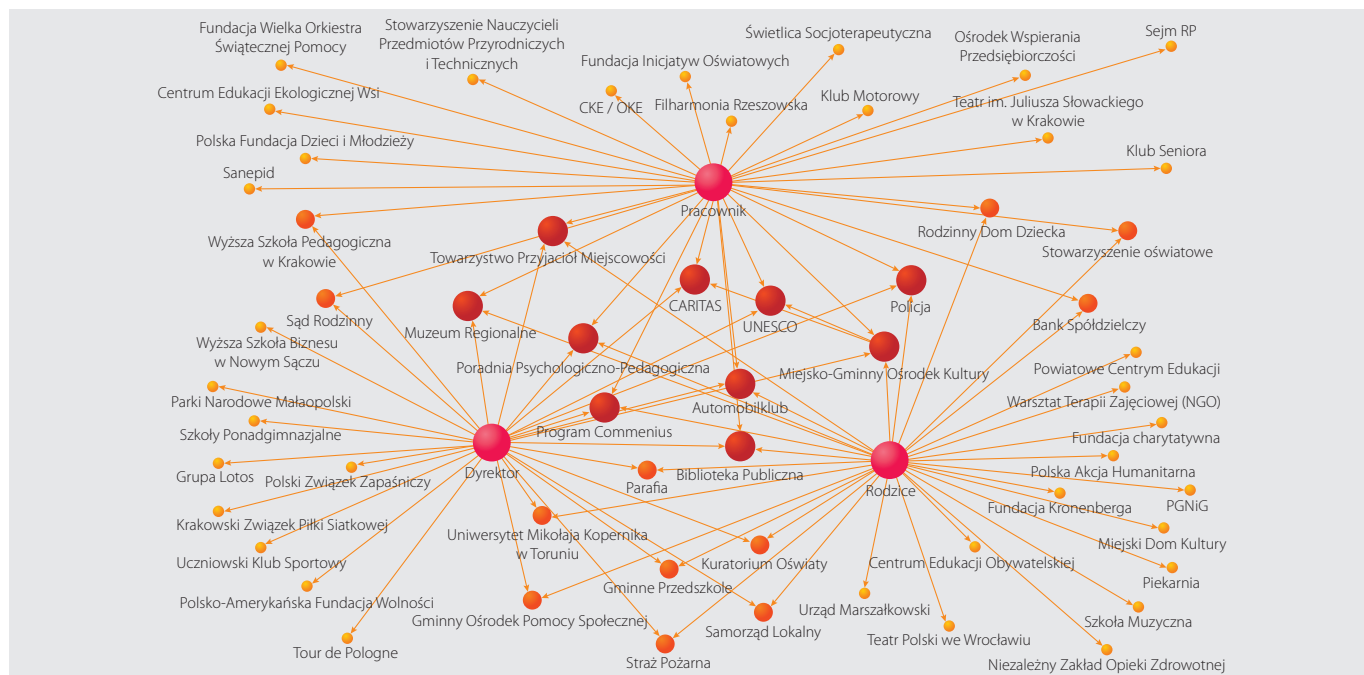 Fundacja Wielka Orkiestra
Świątecznej Pomocy
Stowarzyszenie Nauczycieli
Przedmiotów Przyrodniczych
i Technicznych
Świetlica Socjoterapeutyczna
Ośrodek Wspierania
Przedsiębiorczości
Sejm RP
Fundacja Inicjatyw Oświatowych
Centrum Edukacji Ekologicznej Wsi
CKE / OKE
Filharmonia Rzeszowska
Klub Motorowy
Teatr im. Juliusza Słowackiego
w Krakowie
Polska Fundacja Dzieci i Młodzieży
Klub Seniora
Sanepid
Pracownik
Wyższa Szkoła Pedagogiczna
w Krakowie
Towarzystwo Przyjaciół Miejscowości
Rodzinny Dom Dziecka
Stowarzyszenie oświatowe
CARITAS
UNESCO
Policja
Sąd Rodzinny
Muzeum Regionalne
Bank Spółdzielczy
Wyższa Szkoła Biznesu
w Nowym Sączu
Poradnia Psychologiczno-Pedagogiczna
Miejsko-Gminny Ośrodek Kultury
Powiatowe Centrum Edukacji
Parki Narodowe Małaopolski
Automobilklub
Warsztat Terapii Zajęciowej (NGO)
Szkoły Ponadgimnazjalne
Program Commenius
Fundacja charytatywna
Grupa Lotos
Polski Związek Zapaśniczy
Dyrektor
Parafia
Biblioteka Publiczna
Rodzice
Polska Akcja Humanitarna
Fundacja Kronenberga
PGNiG
Krakowski Związek Piłki Siatkowej
Uniwersytet Mikołaja Kopernika
w Toruniu
Miejski Dom Kultury
Uczniowski Klub Sportowy
Kuratorium Oświaty
Centrum Edukacji Obywatelskiej
Piekarnia
Polsko-Amerykańska Fundacja Wolności
Gminne Przedszkole
Gminny Ośrodek Pomocy Społecznej
Urząd Marszałkowski
Szkoła Muzyczna
Samorząd Lokalny
Teatr Polski we Wrocławiu
Tour de Pologne
Straż Pożarna
Niezależny Zakład Opieki Zdrowotnej